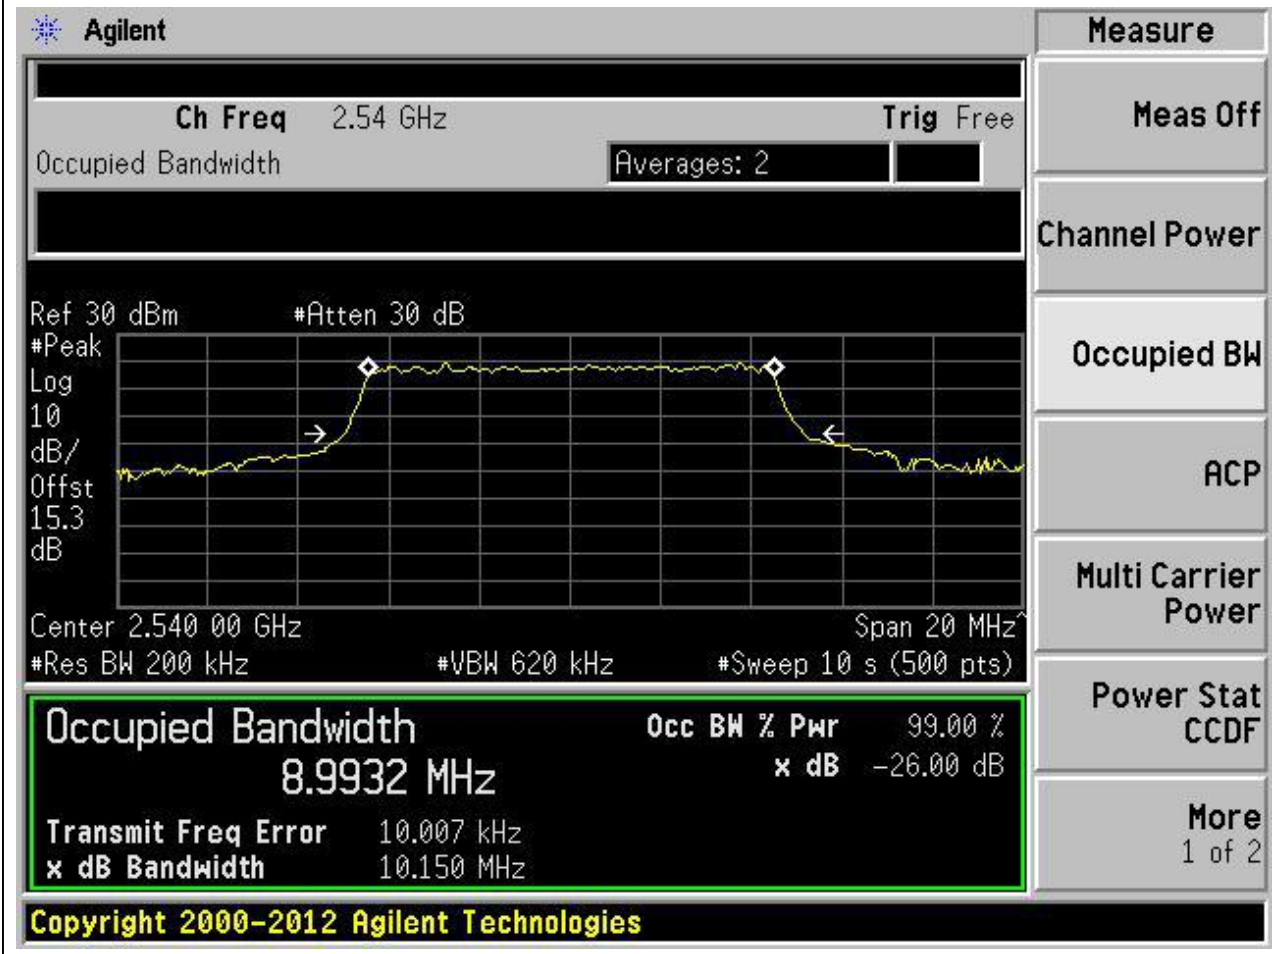 Agilent
Measure
Ch Freq 2.54 GHz Trig Free
Occupied Bandwidth Averages: 2
Ref 30 dBm #Atten 30 dB
#Peak
Log
10
dB/
Offst
15.3
dB
Center 2.540 00 GHz Span 20 MHz^
#Res BW 200 kHz #VBW 620 kHz #Sweep 10 s (500 pts)
Occupied Bandwidth Occ BW % Pwr 99.00 %
8.9932 MHz x dB -26.00 dB
Transmit Freq Error 10.007 kHz
x dB Bandwidth 10.150 MHz
Meas Off
Channel Power
Occupied BW
ACP
Multi Carrier
Power
Power Stat
CCDF
More
1 of 2
Copyright 2000-2012 Agilent Technologies